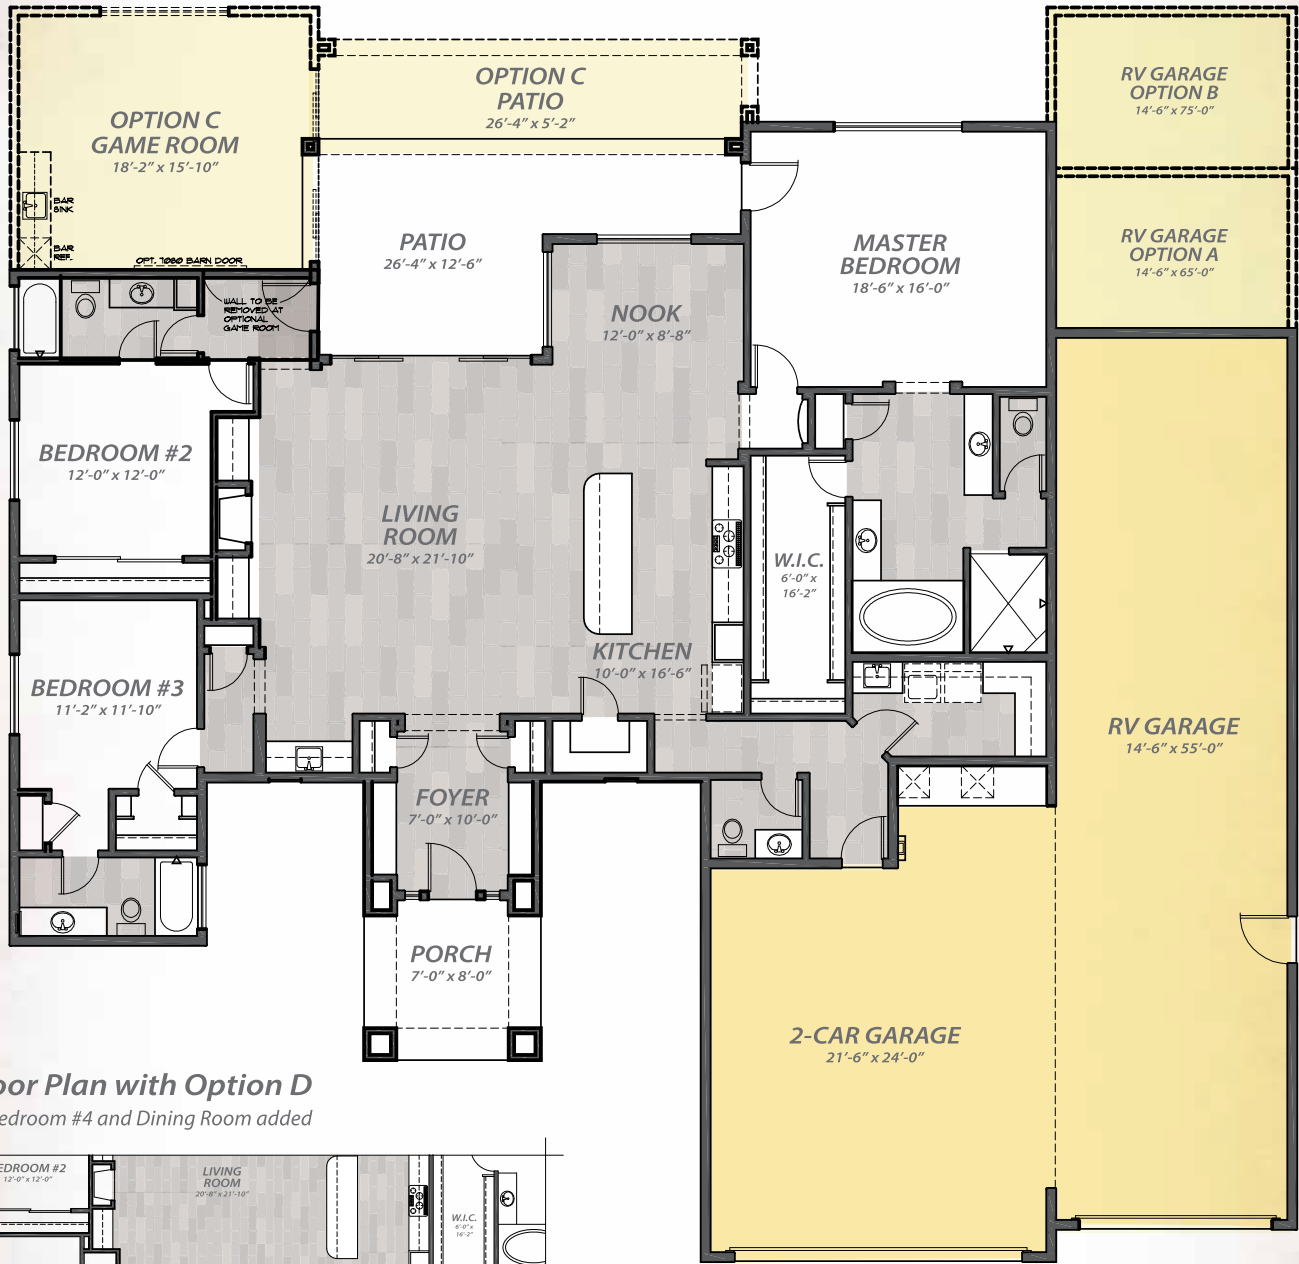 OPTION C
GAME ROOM
18'-2" x 15'-10"
BAR
SINK
BAR
REF.
OPT. 7080 BARN DOOR
OPTION C
PATIO
26'-4" x 5'-2"
RV GARAGE
OPTION B
14'-6" x 75'-0"
RV GARAGE
OPTION A
14'-6" x 65'-0"
PATIO
26'-4" x 12'-6"
MASTER
BEDROOM
18'-6" x 16'-0"
WALL TO BE
REMOVED AT
OPTIONAL
GAME ROOM
NOOK
12'-0" x 8'-8"
BEDROOM #2
12'-0" x 12'-0"
LIVING
ROOM
20'-8" x 21'-10"
W.I.C.
6'-0" x
16'-2"
KITCHEN
10'-0" x 16'-6"
BEDROOM #3
11'-2" x 11'-10"
RV GARAGE
14'-6" x 55'-0"
FOYER
7'-0" x 10'-0"
PORCH
7'-0" x 8'-0"
2-CAR GARAGE
21'-6" x 24'-0"
oor Plan with Option D
edroom #4 and Dining Room added
EDROOM #2
12'-0" x 12'-0"
LIVING
ROOM
20'-8" x 21'-10"
W.I.C.
6'-0" x
16'-2"